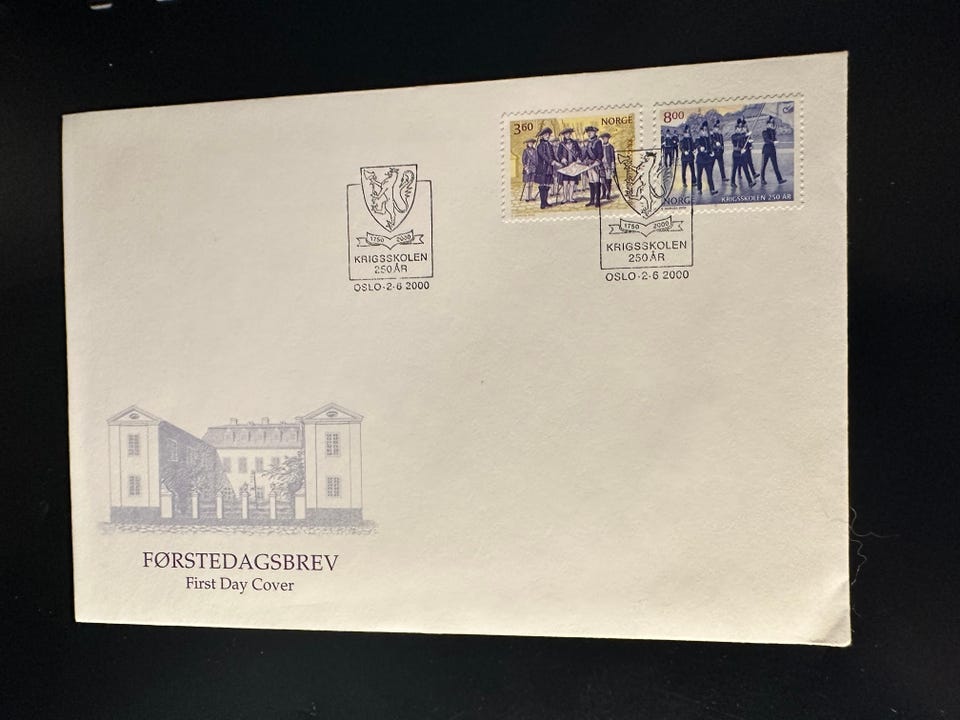 3.60 NORGE
8.00
NORGE
KRIGSSKOLEN 250 ÅR
1750 2000
KRIGSSKOLEN
250 ÅR
OSLO·2-6 2000
1750 2000
KRIGSSKOLEN
250 ÅR
OSLO·2-6 2000
FØRSTEDAGSBREV
First Day Cover